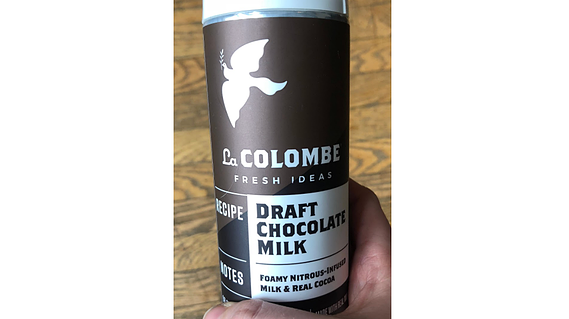 La COLOMBE
FRESH IDEAS
RECIPE
DRAFT
CHOCOLATE
MILK
NOTES
FOAMY NITROUS-INFUSED
MILK & REAL COCOA